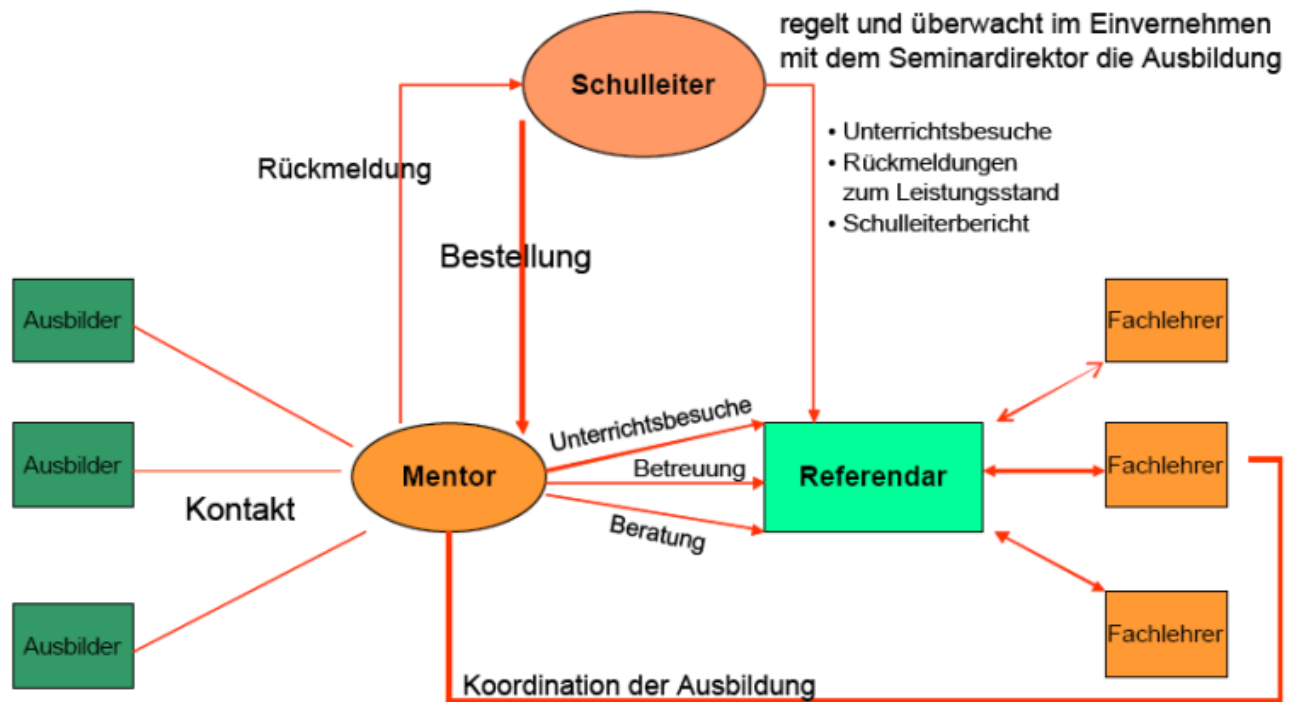 regelt und überwacht im Einvernehmen
mit dem Seminardirektor die Ausbildung
Schulleiter
• Unterrichtsbesuche
• Rückmeldungen
zum Leistungsstand
• Schulleiterbericht
Rückmeldung
Bestellung
Ausbilder
Fachlehrer
Unterrichtsbesuche
Ausbilder
Mentor
Betreuung
Referendar
Fachlehrer
Kontakt
Beratung
Ausbilder
Fachlehrer
Koordination der Ausbildung